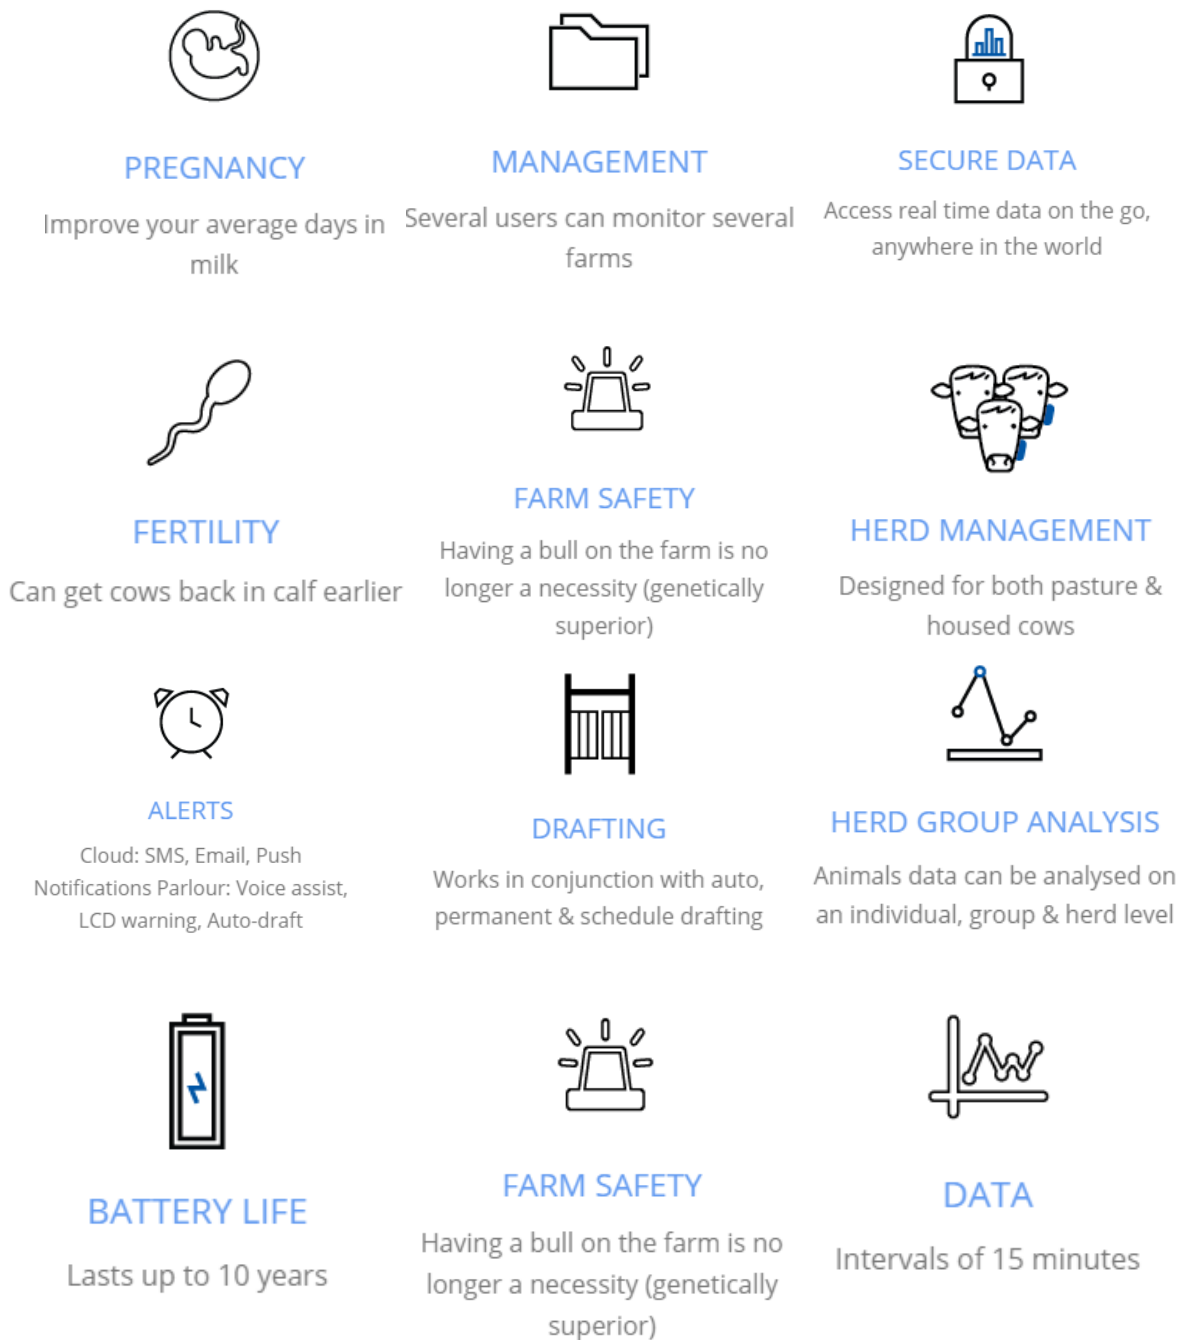 PREGNANCY
Improve your average days in
milk
MANAGEMENT
Several users can monitor several
farms
SECURE DATA
Access real time data on the go,
anywhere in the world
FERTILITY
Can get cows back in calf earlier
FARM SAFETY
Having a bull on the farm is no
longer a necessity (genetically
superior)
HERD MANAGEMENT
Designed for both pasture &
housed cows
ALERTS
Cloud: SMS, Email, Push
Notifications Parlour: Voice assist,
LCD warning, Auto-draft
DRAFTING
Works in conjunction with auto,
permanent & schedule drafting
HERD GROUP ANALYSIS
Animals data can be analysed on
an individual, group & herd level
BATTERY LIFE
Lasts up to 10 years
FARM SAFETY
Having a bull on the farm is no
longer a necessity (genetically
superior)
DATA
Intervals of 15 minutes